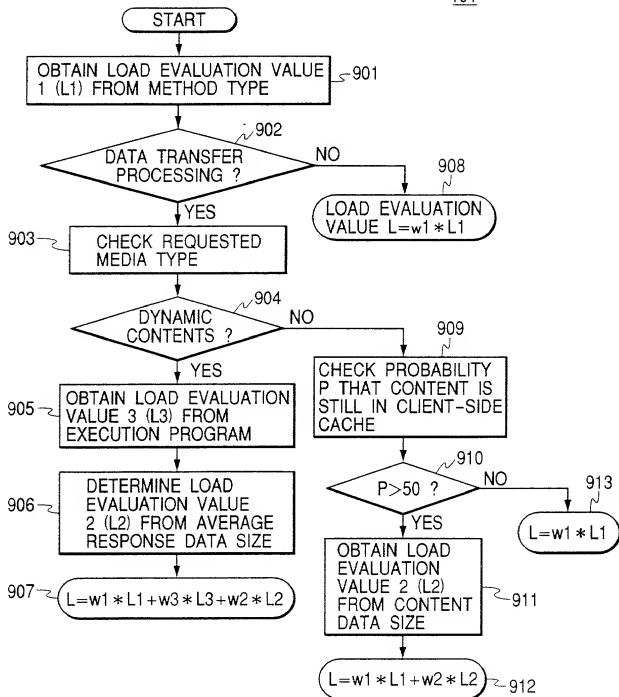 START
OBTAIN LOAD EVALUATION VALUE
1 (L1) FROM METHOD TYPE
901
902
DATA TRANSFER
PROCESSING ?
NO
908
LOAD EVALUATION
VALUE L=w1*L1
YES
903
CHECK REQUESTED
MEDIA TYPE
904
DYNAMIC
CONTENTS ?
NO
909
CHECK PROBABILITY
P THAT CONTENT IS
STILL IN CLIENT-SIDE
CACHE
YES
905
OBTAIN LOAD EVALUATION
VALUE 3 (L3) FROM
EXECUTION PROGRAM
910
P>50 ?
NO
913
L=w1*L1
906
DETERMINE LOAD
EVALUATION VALUE
2 (L2) FROM AVERAGE
RESPONSE DATA SIZE
YES
OBTAIN LOAD
EVALUATION
VALUE 2 (L2)
FROM CONTENT
DATA SIZE
911
907
L=w1*L1+w3*L3+w2*L2
L=w1*L1+w2*L2
912